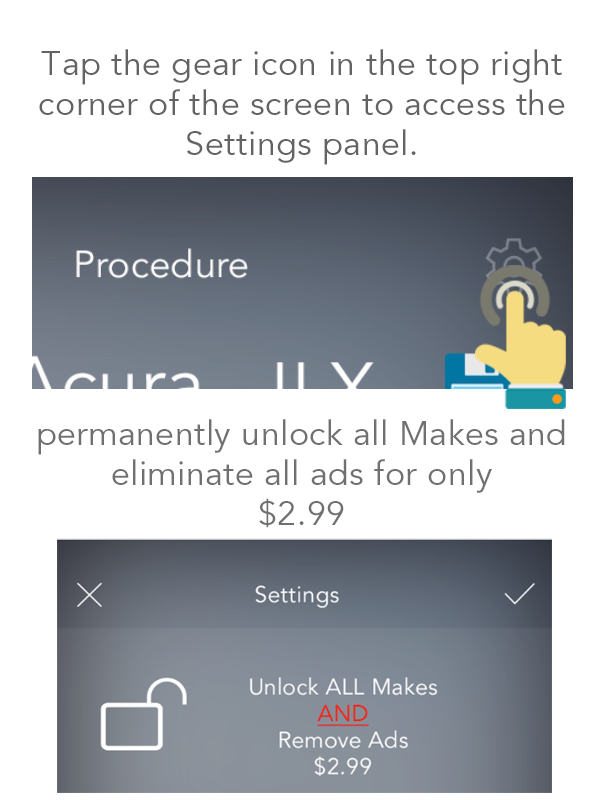 Tap the gear icon in the top right
corner of the screen to access the
Settings panel.
Procedure
Acura ILX
permanently unlock all Makes and
eliminate all ads for only
$2.99
Settings
Unlock ALL Makes
AND
Remove Ads
$2.99